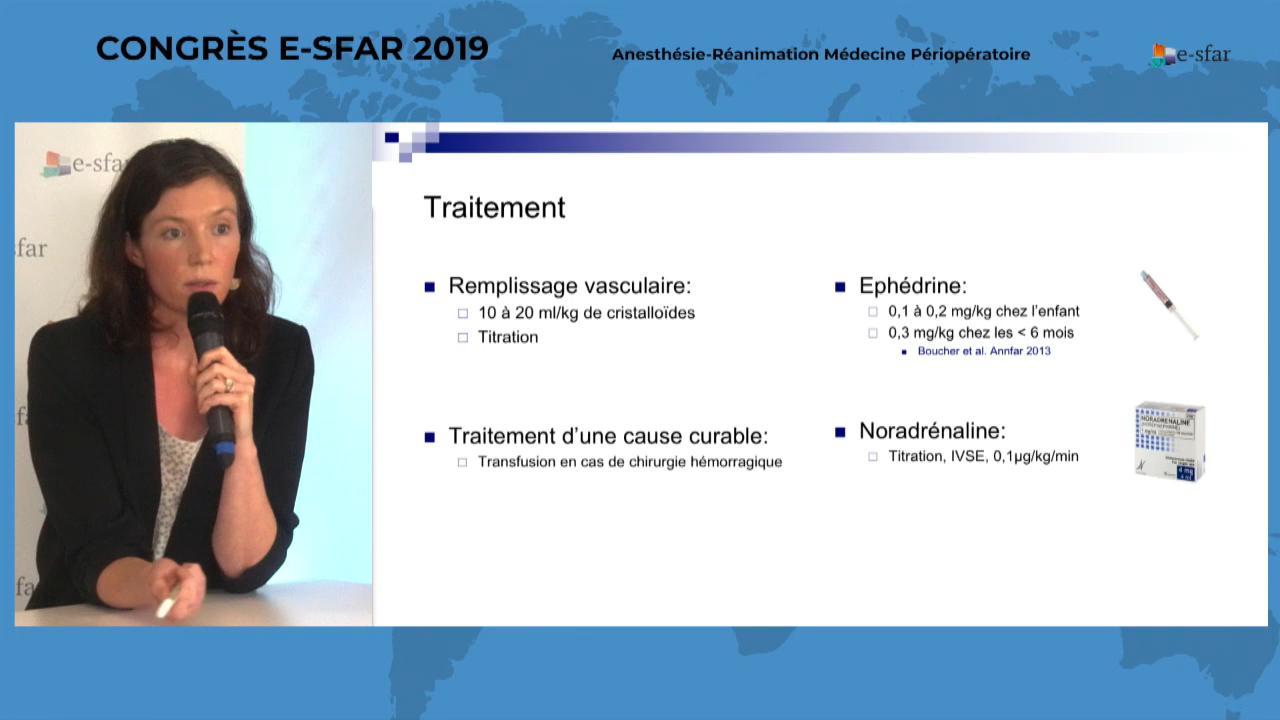 CONGRÈS E-SFAR 2019
Anesthésie-Réanimation Médecine Périopératoire
e-sfar
e-sfa
sfar
Traitement
Remplissage vasculaire:
10 à 20 ml/kg de cristalloïdes
Titration
Traitement d'une cause curable:
Transfusion en cas de chirurgie hémorragique
Ephédrine:
0,1 à 0,2 mg/kg chez l'enfant
0,3 mg/kg chez les < 6 mois
Boucher et al. Annfar 2013
Noradrénaline:
Titration, IVSE, 0,1µg/kg/min
NORADRENALINE
4 mg